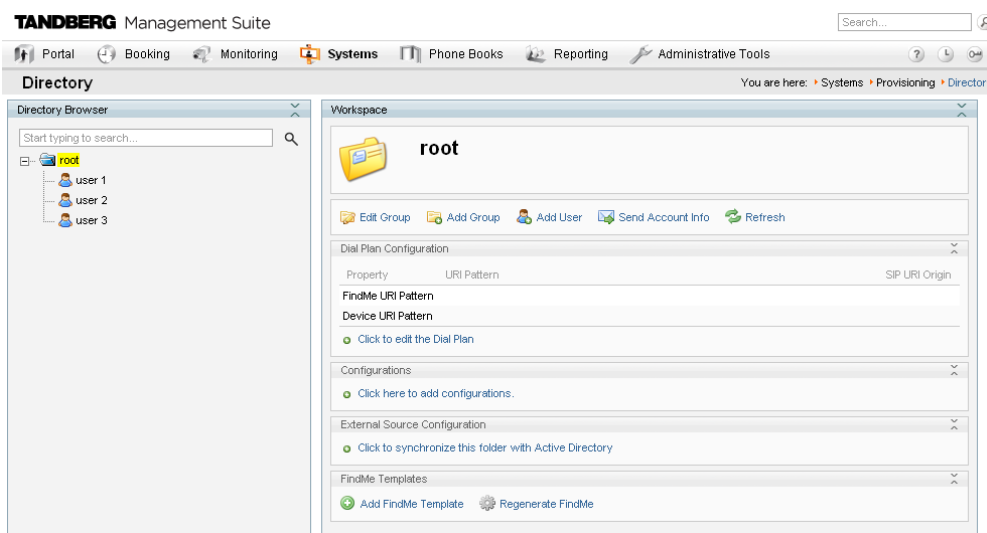 TANDBERG Management Suite
Search...
Portal Booking Monitoring Systems Phone Books Reporting Administrative Tools ?
Directory
You are here: Systems Provisioning Director
Directory Browser
Start typing to search...
root
user 1
user 2
user 3
Workspace
root
Edit Group Add Group Add User Send Account Info Refresh
Dial Plan Configuration
Property URI Pattern SIP URI Origin
FindMe URI Pattern
Device URI Pattern
Click to edit the Dial Plan
Configurations
Click here to add configurations.
External Source Configuration
Click to synchronize this folder with Active Directory
FindMe Templates
Add FindMe Template Regenerate FindMe